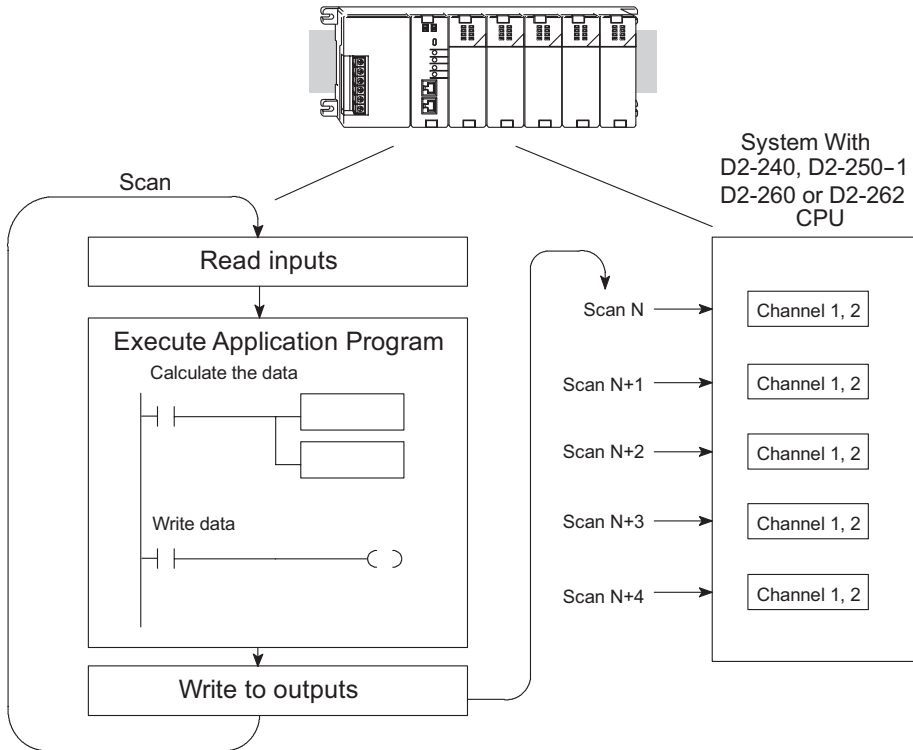 System With
D2-240, D2-250–1
D2-260 or D2-262
CPU
Scan
Read inputs
Execute Application Program
Calculate the data
Write data
Write to outputs
Scan N
Channel 1, 2
Scan N+1
Channel 1, 2
Scan N+2
Channel 1, 2
Scan N+3
Channel 1, 2
Scan N+4
Channel 1, 2